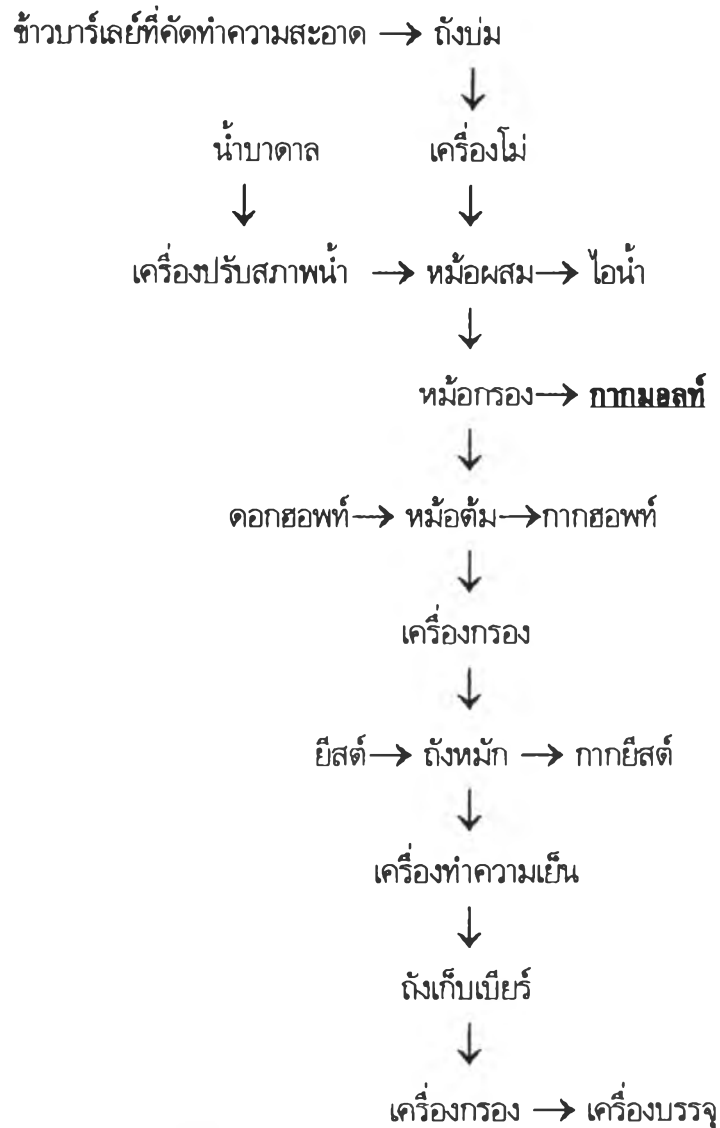 ข้าวบาร์เลย์ที่คัดทำความสะอาด → ถังบ่ม
↓
น้ำบาดาล เครื่องโม่
↓ ↓
เครื่องปรับสภาพน้ำ → หม้อผสม → ไอน้ำ
↓
หม้อกรอง → กากมอลท์
↓
ดอกฮอพท์ → หม้อต้ม → กากฮอพท์
↓
เครื่องกรอง
↓
ยีสต์ → ถังหมัก → กากยีสต์
↓
เครื่องทำความเย็น
↓
ถังเก็บเบียร์
↓
เครื่องกรอง → เครื่องบรรจุ